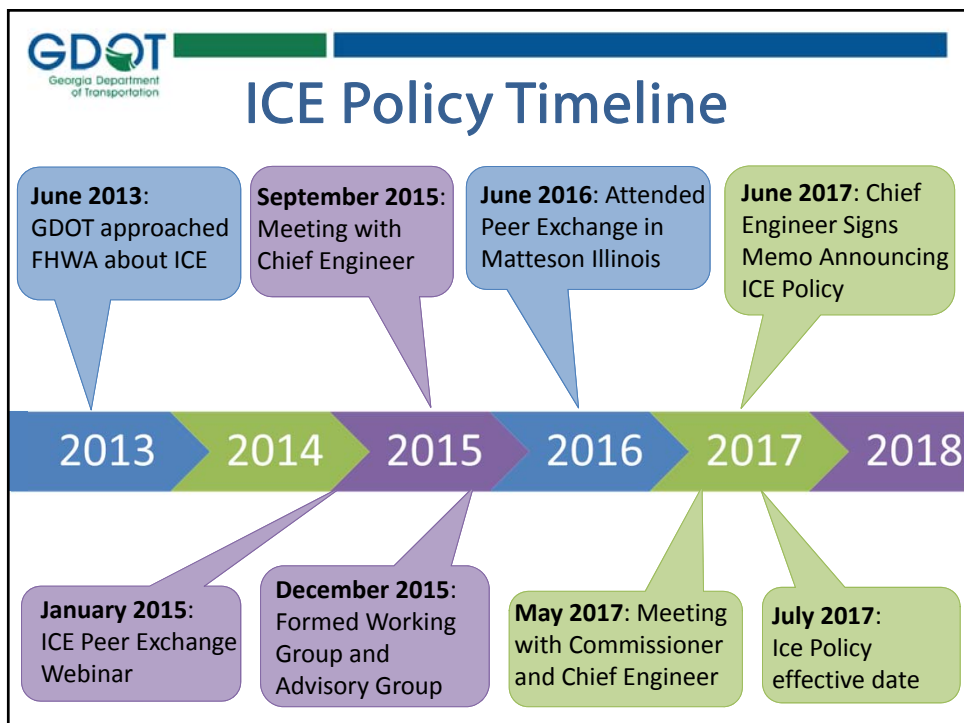 GDOT
Georgia Department
of Transportation
ICE Policy Timeline
June 2013:
GDOT approached
FHWA about ICE
September 2015:
Meeting with
Chief Engineer
June 2016: Attended
Peer Exchange in
Matteson Illinois
June 2017: Chief
Engineer Signs
Memo Announcing
ICE Policy
2013
2014
2015
2016
2017
2018
January 2015:
ICE Peer Exchange
Webinar
December 2015:
Formed Working
Group and
Advisory Group
May 2017: Meeting
with Commissioner
and Chief Engineer
July 2017:
Ice Policy
effective date